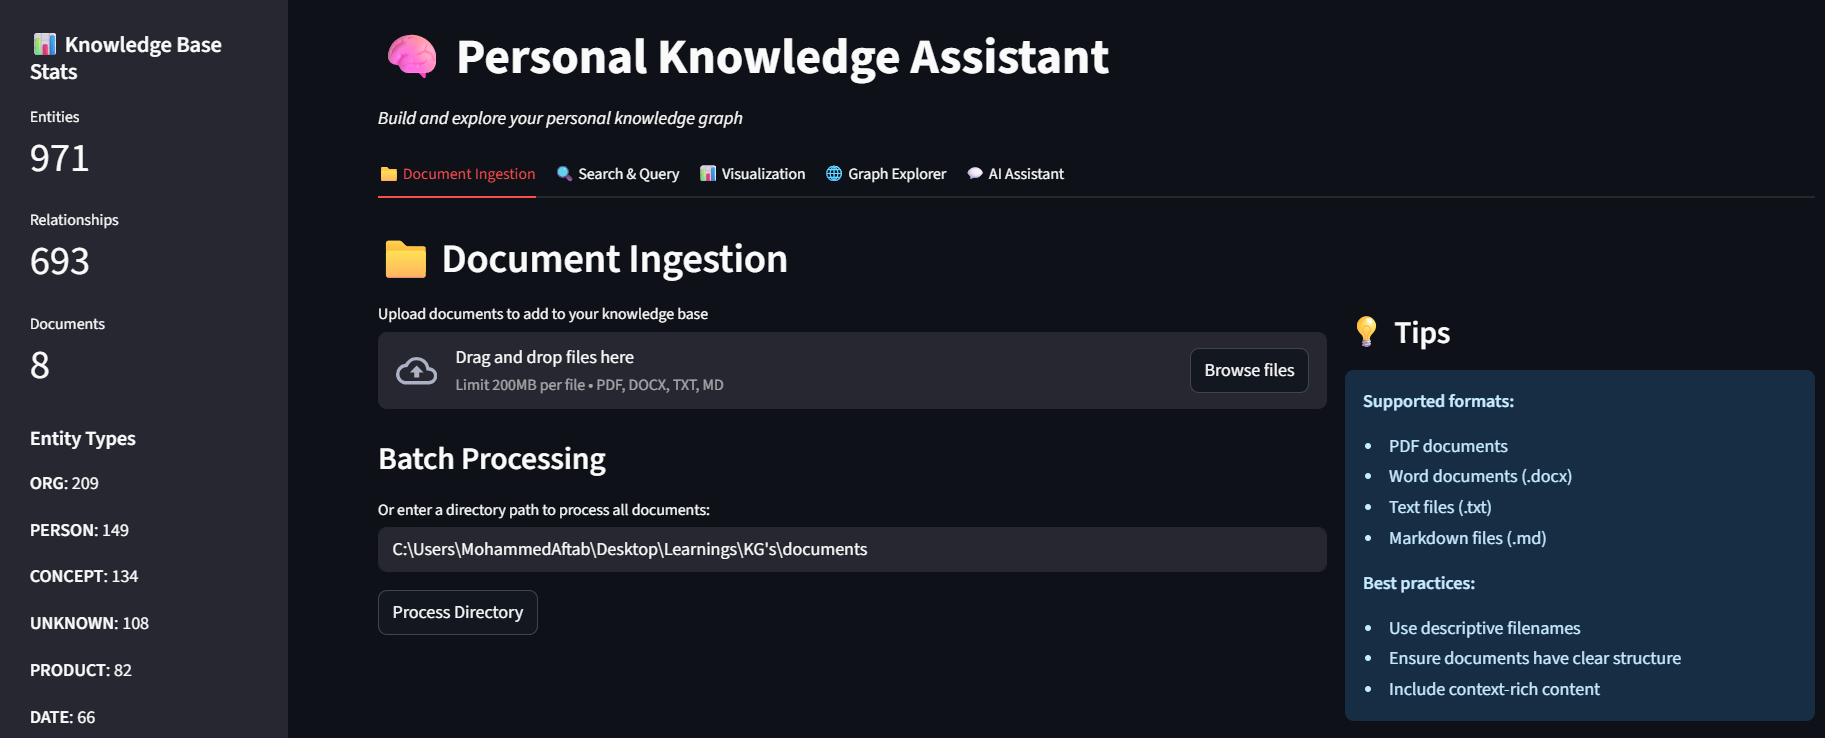 Knowledge Base
Stats
Entities
971
Relationships
693
Documents
8
Entity Types
ORG: 209
PERSON: 149
CONCEPT: 134
UNKNOWN: 108
PRODUCT: 82
DATE: 66
Personal Knowledge Assistant
Build and explore your personal knowledge graph
Document Ingestion
Search & Query
Visualization
Graph Explorer
AI Assistant
Document Ingestion
Upload documents to add to your knowledge base
Drag and drop files here
Limit 200MB per file • PDF, DOCX, TXT, MD
Browse files
Batch Processing
Or enter a directory path to process all documents:
C:\Users\MohammedAftab\Desktop\Learnings\KG's\documents
Process Directory
Tips
Supported formats:
• PDF documents
• Word documents (.docx)
• Text files (.txt)
• Markdown files (.md)
Best practices:
• Use descriptive filenames
• Ensure documents have clear structure
• Include context-rich content